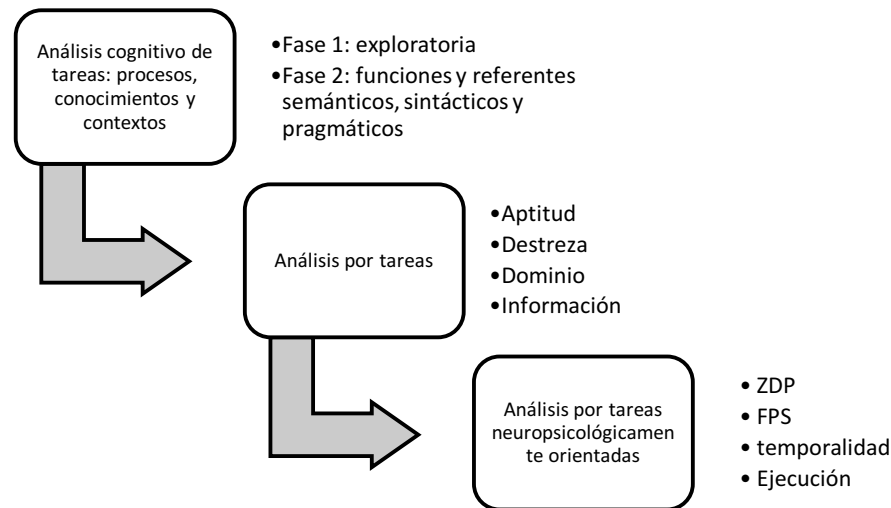 Análisis cognitivo de
tareas: procesos,
conocimientos y
contextos
•Fase 1: exploratoria
•Fase 2: funciones y referentes
semánticos, sintácticos y
pragmáticos
Análisis por tareas
•Aptitud
•Destreza
•Dominio
•Información
Análisis por tareas
neuropsicológicamen
te orientadas
• ZDP
• FPS
• temporalidad
• Ejecución